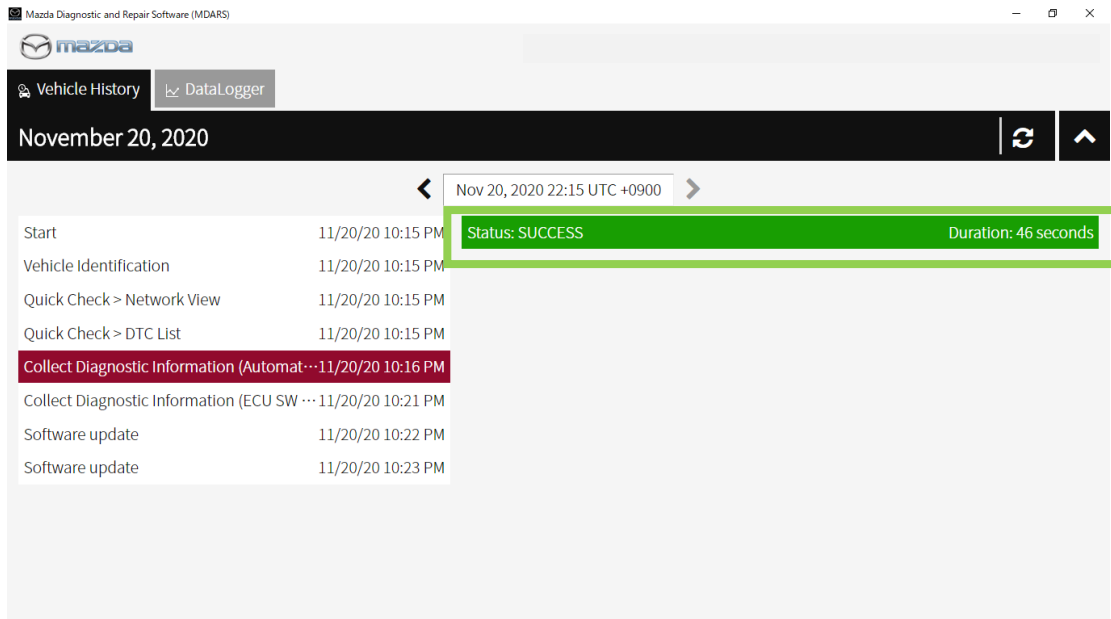 Mazda Diagnostic and Repair Software (MDARS)
mazda
Vehicle History DataLogger
November 20, 2020
Nov 20, 2020 22:15 UTC +0900
Start 11/20/20 10:15 PM
Status: SUCCESS Duration: 46 seconds
Vehicle Identification 11/20/20 10:15 PM
Quick Check > Network View 11/20/20 10:15 PM
Quick Check > DTC List 11/20/20 10:15 PM
Collect Diagnostic Information (Automat⋯11/20/20 10:16 PM
Collect Diagnostic Information (ECU SW ⋯ 11/20/20 10:21 PM
Software update 11/20/20 10:22 PM
Software update 11/20/20 10:23 PM